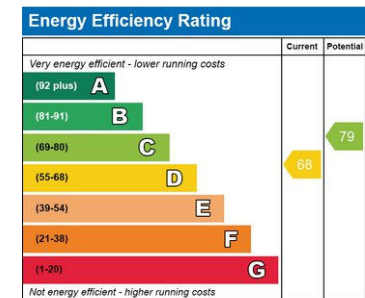 Energy Efficiency Rating
Current Potential
Very energy efficient - lower running costs
(92 plus) A
(81-91) B
(69-80) C
79
(55-68) D
68
(39-54) E
(21-38) F
(1-20) G
Not energy efficient - higher running costs